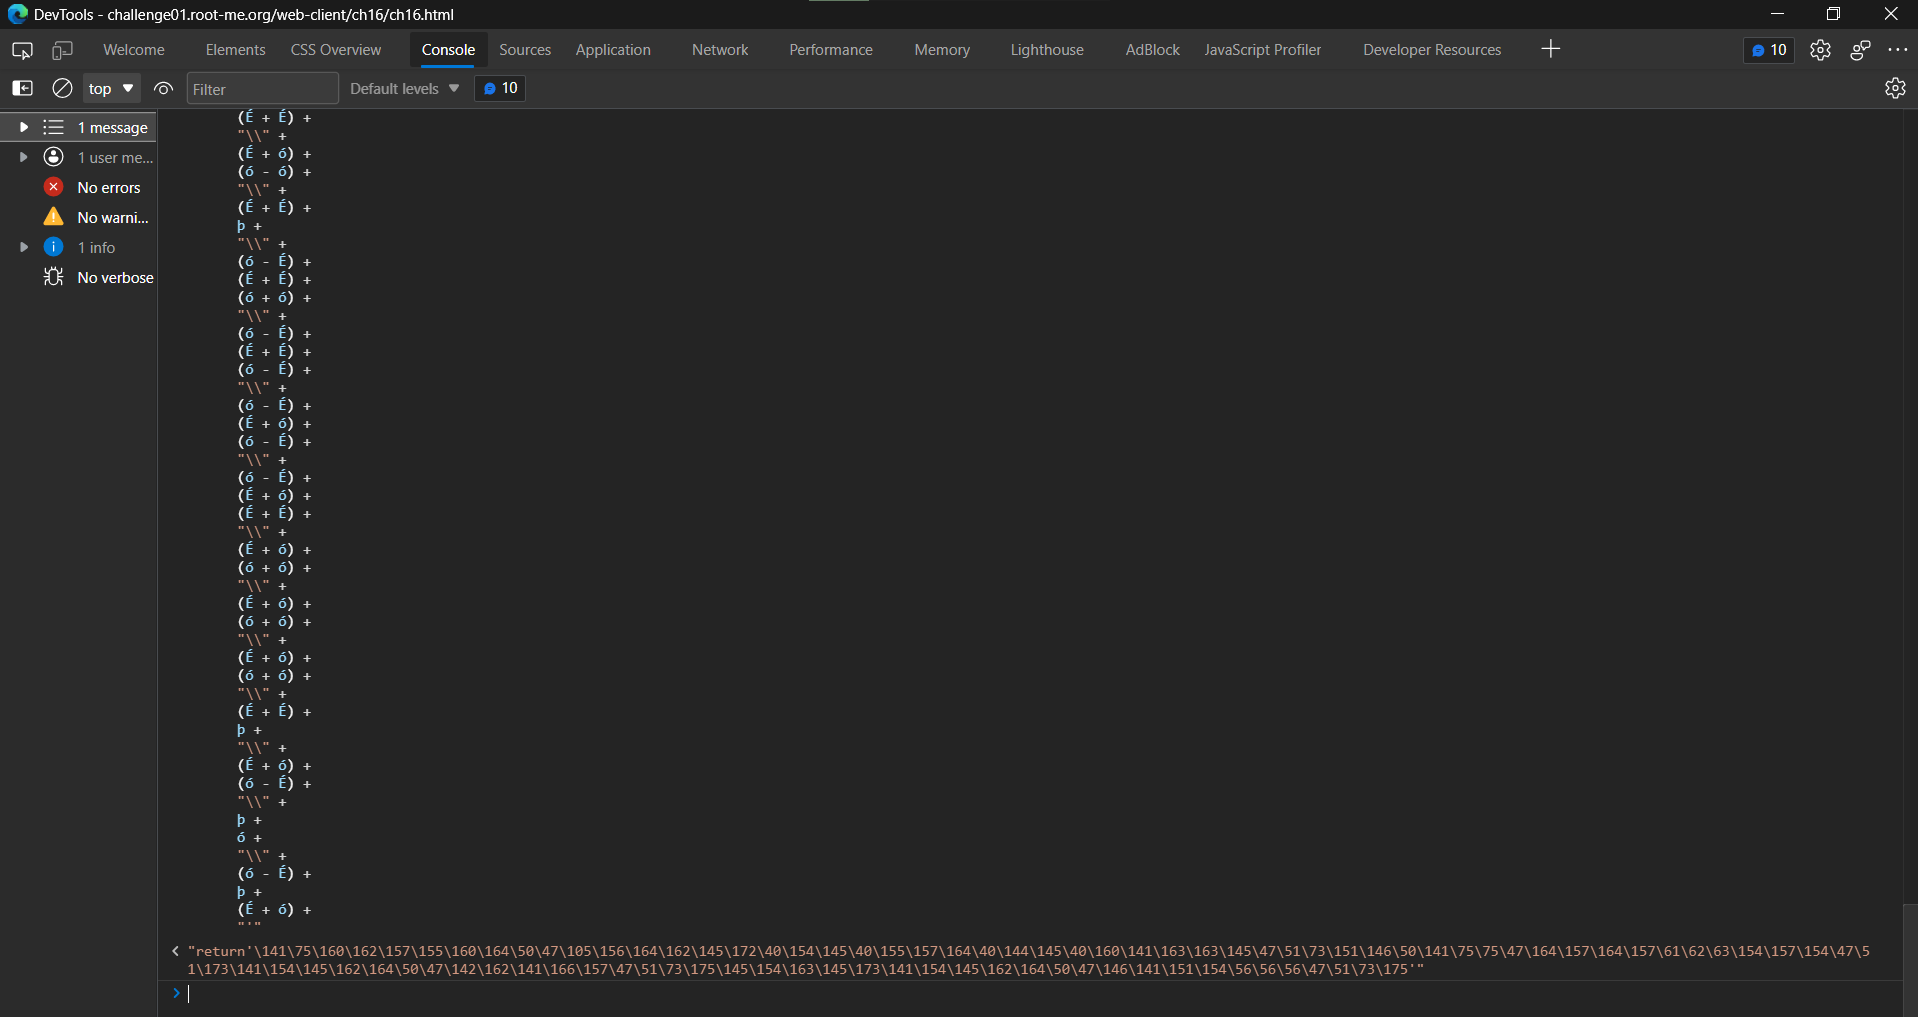 DevTools - challenge01.root-me.org/web-client/ch16/ch16.html
Welcome Elements CSS Overview Console Sources Application Network Performance Memory Lighthouse AdBlock JavaScript Profiler Developer Resources 10
top Filter Default levels 10
1 message
1 user me...
No errors
No warni...
1 info
No verbose
(É + É) +
"\\" +
(É + ó) +
(ó - ó) +
"\\" +
(É + É) +
þ +
"\\" +
(ó - É) +
(É + É) +
(ó + ó) +
"\\" +
(ó - É) +
(É + É) +
(ó - É) +
"\\" +
(ó - É) +
(É + ó) +
(ó - É) +
"\\" +
(ó - É) +
(É + ó) +
(É + É) +
"\\" +
(É + ó) +
(ó + ó) +
"\\" +
(É + ó) +
(ó + ó) +
"\\" +
(É + ó) +
(ó + ó) +
"\\" +
(É + É) +
þ +
"\\" +
(É + ó) +
(ó - É) +
"\\" +
þ +
ó +
"\\" +
(ó - É) +
þ +
(É + ó) +
"'"
"return'\141\75\160\162\157\155\160\164\50\47\105\156\164\162\145\172\40\154\145\40\155\157\164\40\144\145\40\160\141\163\163\145\47\51\73\151\146\50\141\75\75\47\164\157\164\157\61\62\63\154\157\154\47\5
1\173\141\154\145\162\164\50\47\142\162\141\166\157\47\51\73\175\145\154\163\145\173\141\154\145\162\164\50\47\146\141\151\154\56\56\56\47\51\73\175'"